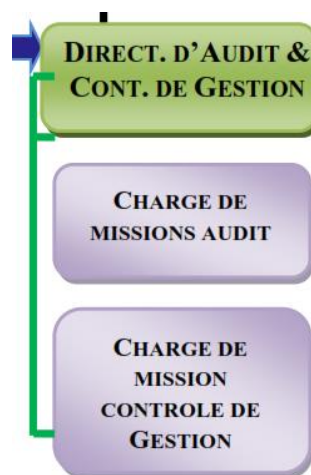 DIRECT. D'AUDIT &
CONT. DE GESTION
CHARGE DE
MISSIONS AUDIT
CHARGE DE
MISSION
CONTROLE DE
GESTION